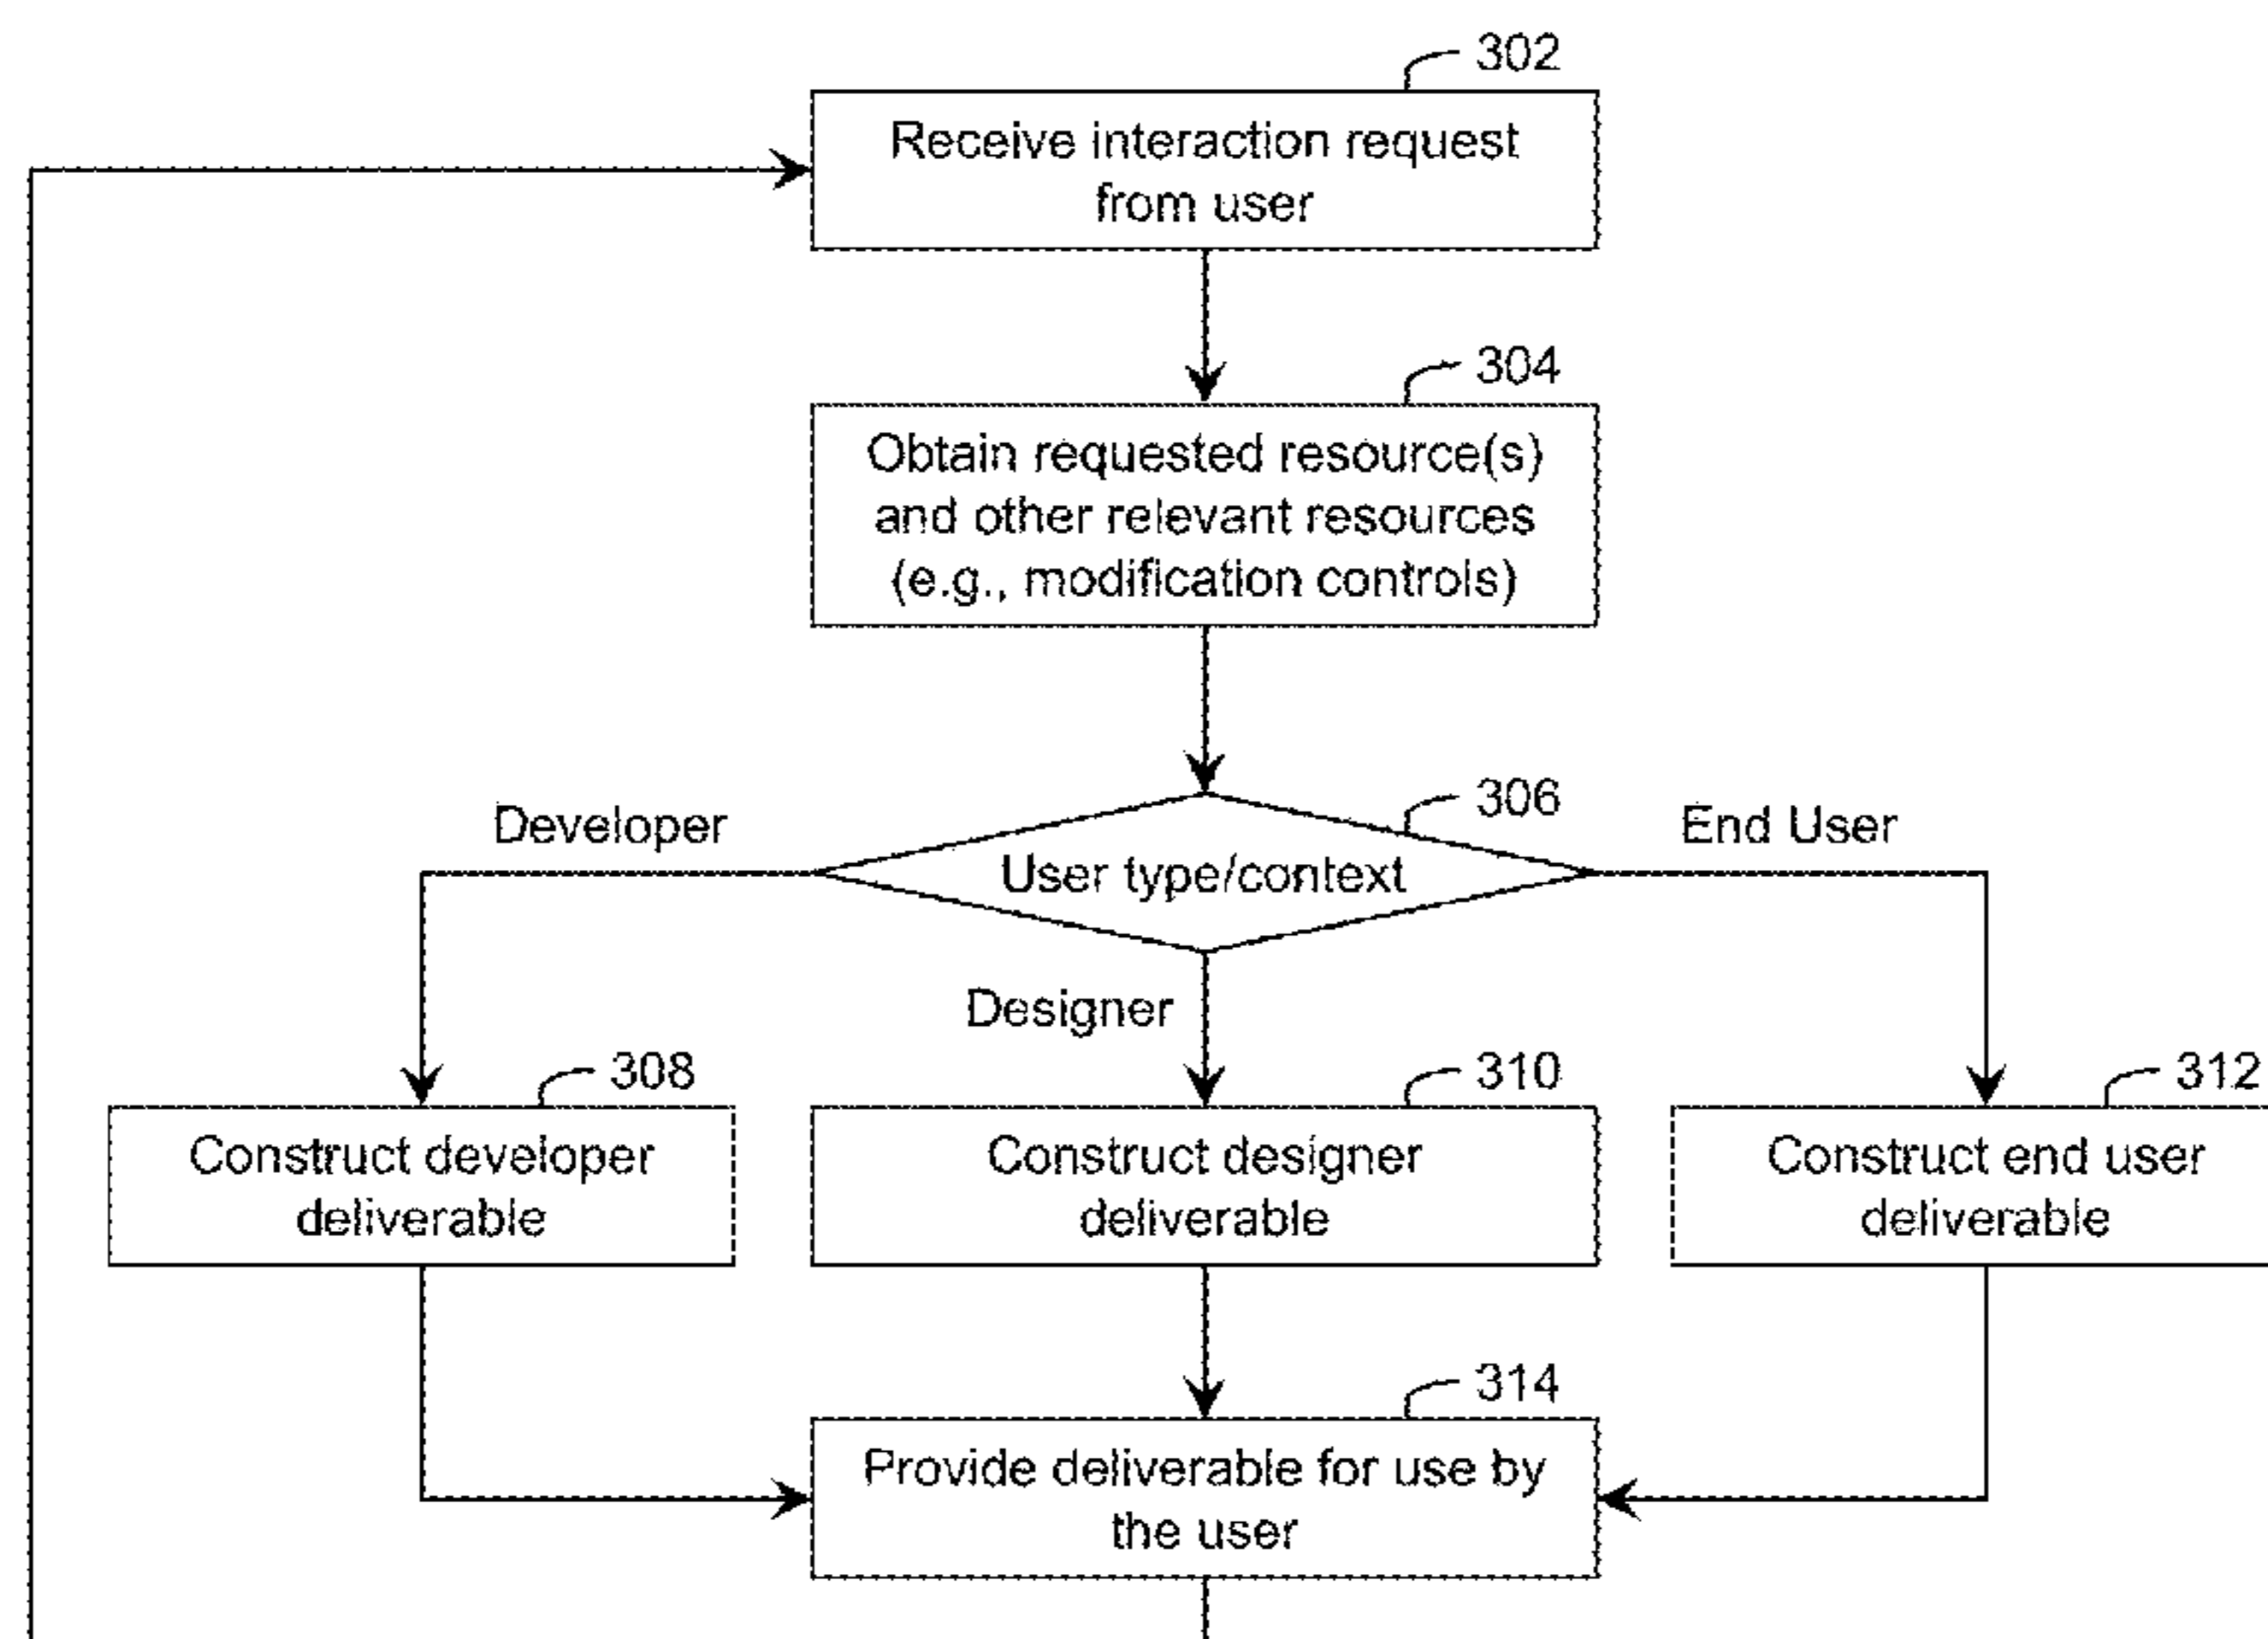 302
Receive interaction request
from user
304
Obtain requested resource(s)
and other relevant resources
(e.g., modification controls)
306
Developer
End User
User type/context
Designer
308
310
312
Construct developer
deliverable
Construct designer
deliverable
Construct end user
deliverable
314
Provide deliverable for use by
the user